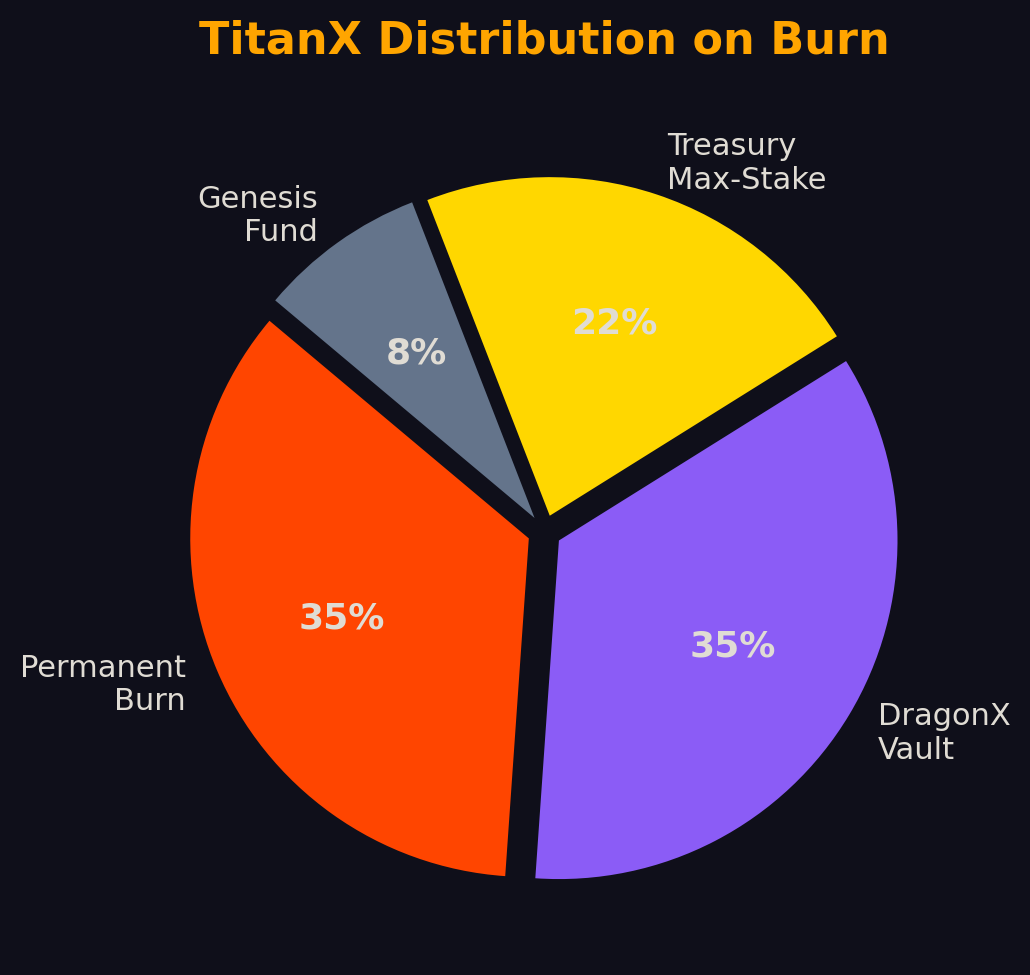 TitanX Distribution on Burn
Treasury
Max-Stake
Genesis
Fund
22%
8%
35%
35%
Permanent
Burn
DragonX
Vault